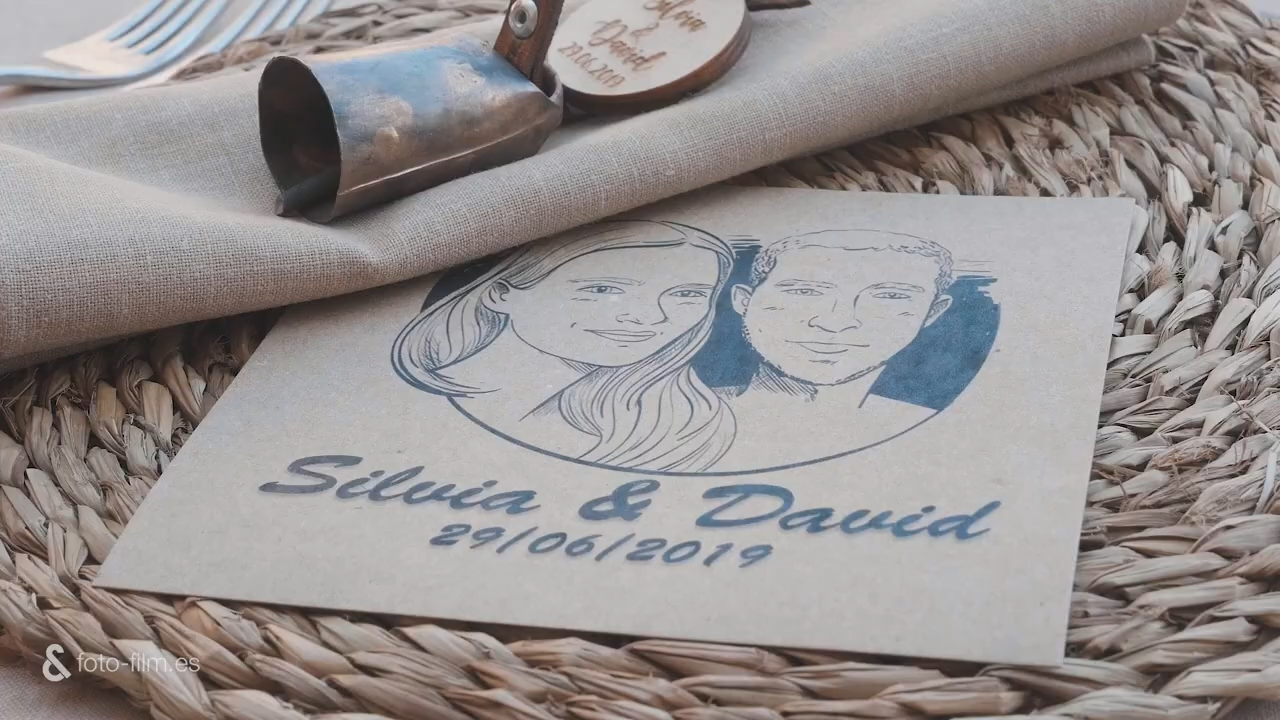 Silvia
&
David
29.06.2019
Silvia & David
29/06/2019
& foto-film.es